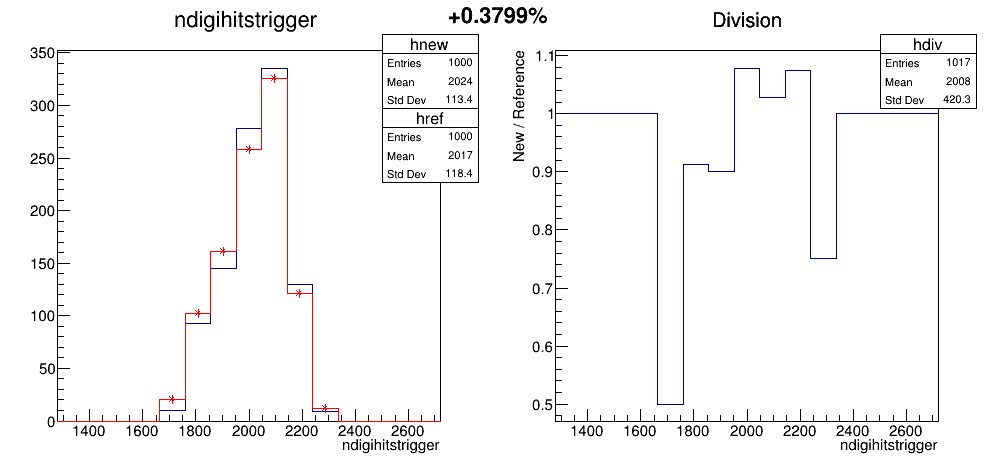 +0.3799%
ndigihitstrigger
hnew
Entries 1000
Mean 2024
Std Dev 113.4
href
Entries 1000
Mean 2017
Std Dev 118.4
350
300
250
200
150
100
50
0
1400 1600 1800 2000 2200 2400 2600
ndigihitstrigger
Division
hdiv
Entries 1017
Mean 2008
Std Dev 420.3
New / Reference
1.1
1
0.9
0.8
0.7
0.6
0.5
1400 1600 1800 2000 2200 2400 2600
ndigihitstrigger